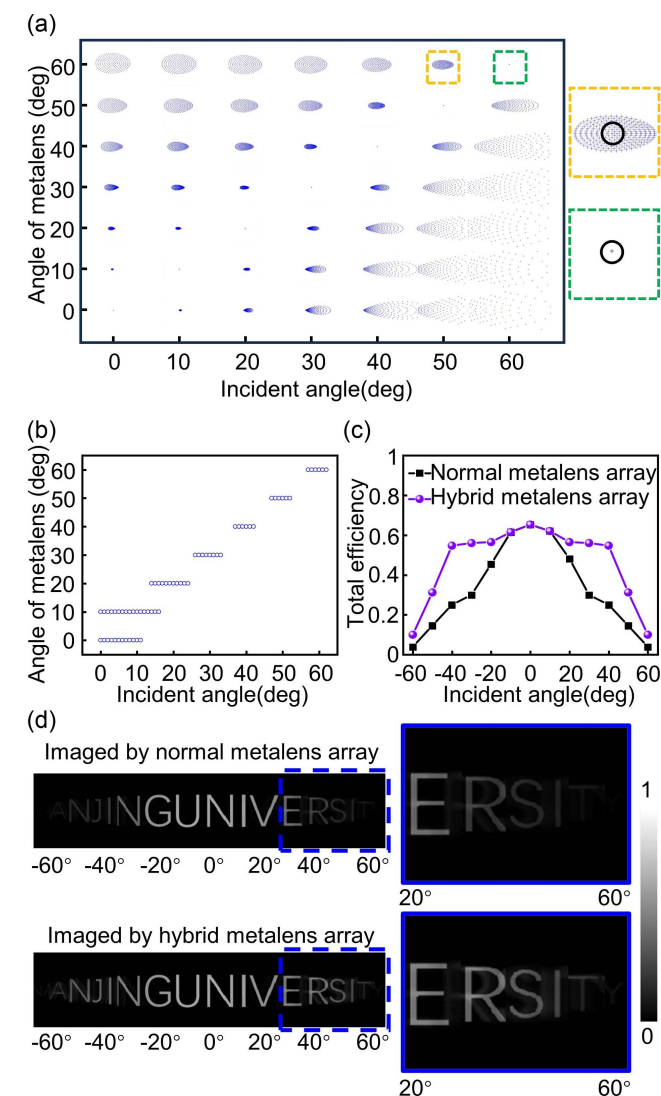 (a)
Angle of metalens (deg)
60
50
40
30
20
10
0
0 10 20 30 40 50 60
Incident angle(deg)
(b)
Angle of metalens (deg)
60
50
40
30
20
10
0
0 10 20 30 40 50 60
Incident angle(deg)
(c)
Total efficiency
1
0.8
0.6
0.4
0.2
0
Normal metalens array
Hybrid metalens array
-60 -40 -20 0 20 40 60
Incident angle(deg)
(d)
Imaged by normal metalens array
ANJINGUNIVERSITY
-60° -40° -20° 0° 20° 40° 60°
ERSITY
20° 60°
Imaged by hybrid metalens array
NANJINGUNIVERSITY
-60° -40° -20° 0° 20° 40° 60°
ERSITY
20° 60°
1
0